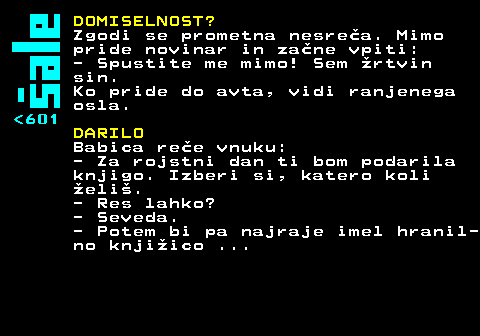 Šale
<601
DOMISELNOST?
Zgodi se prometna nesreča. Mimo
pride novinar in začne vpiti:
- Spustite me mimo! Sem žrtvin
sin.
Ko pride do avta, vidi ranjenega
osla.
DARILO
Babica reče vnuku:
- Za rojstni dan ti bom podarila
knjigo. Izberi si, katero koli
želiš.
- Res lahko?
- Seveda.
- Potem bi pa najraje imel hranil-
no knjižico ...